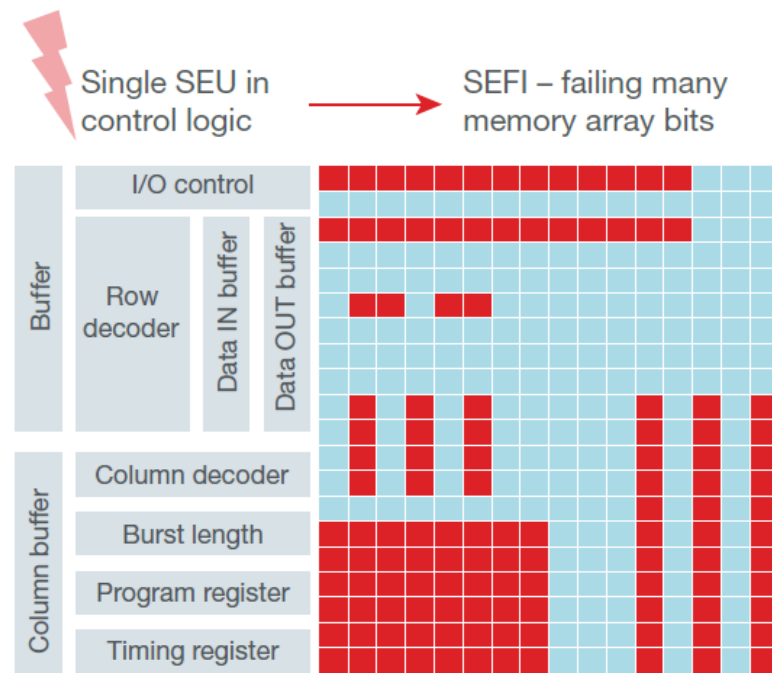 Single SEU in
control logic
SEFI – failing many
memory array bits
Buffer
I/O control
Row
decoder
Data IN buffer
Data OUT buffer
Column buffer
Column decoder
Burst length
Program register
Timing register